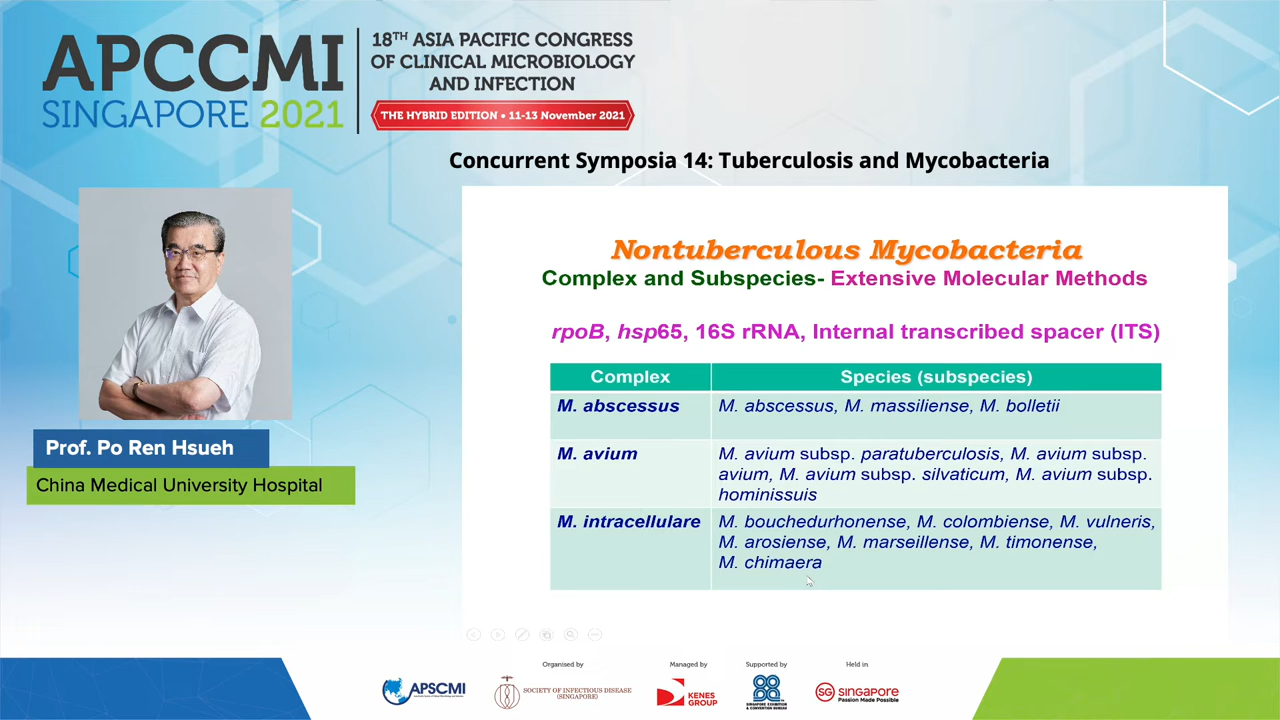 APCCMI
SINGAPORE 2021
18TH ASIA PACIFIC CONGRESS
OF CLINICAL MICROBIOLOGY
AND INFECTION
THE HYBRID EDITION • 11-13 November 2021
Concurrent Symposia 14: Tuberculosis and Mycobacteria
Prof. Po Ren Hsueh
China Medical University Hospital
Nontuberculous Mycobacteria
Complex and Subspecies- Extensive Molecular Methods
rpoB, hsp65, 16S rRNA, Internal transcribed spacer (ITS)
Complex
Species (subspecies)
M. abscessus
M. abscessus, M. massiliense, M. bolletii
M. avium
M. avium subsp. paratuberculosis, M. avium subsp.
avium, M. avium subsp. silvaticum, M. avium subsp.
hominissuis
M. intracellulare
M. bouchedurhonense, M. colombiense, M. vulneris,
M. arosiense, M. marseillense, M. timonense,
M. chimaera
Organised by
Managed by
Supported by
Held in
APSCMI
SOCIETY OF INFECTIOUS DISEASE
(SINGAPORE)
KENES
GROUP
SINGAPORE EXHIBITION
& CONVENTION BUREAU
SG SINGAPORE
Passion Made Possible